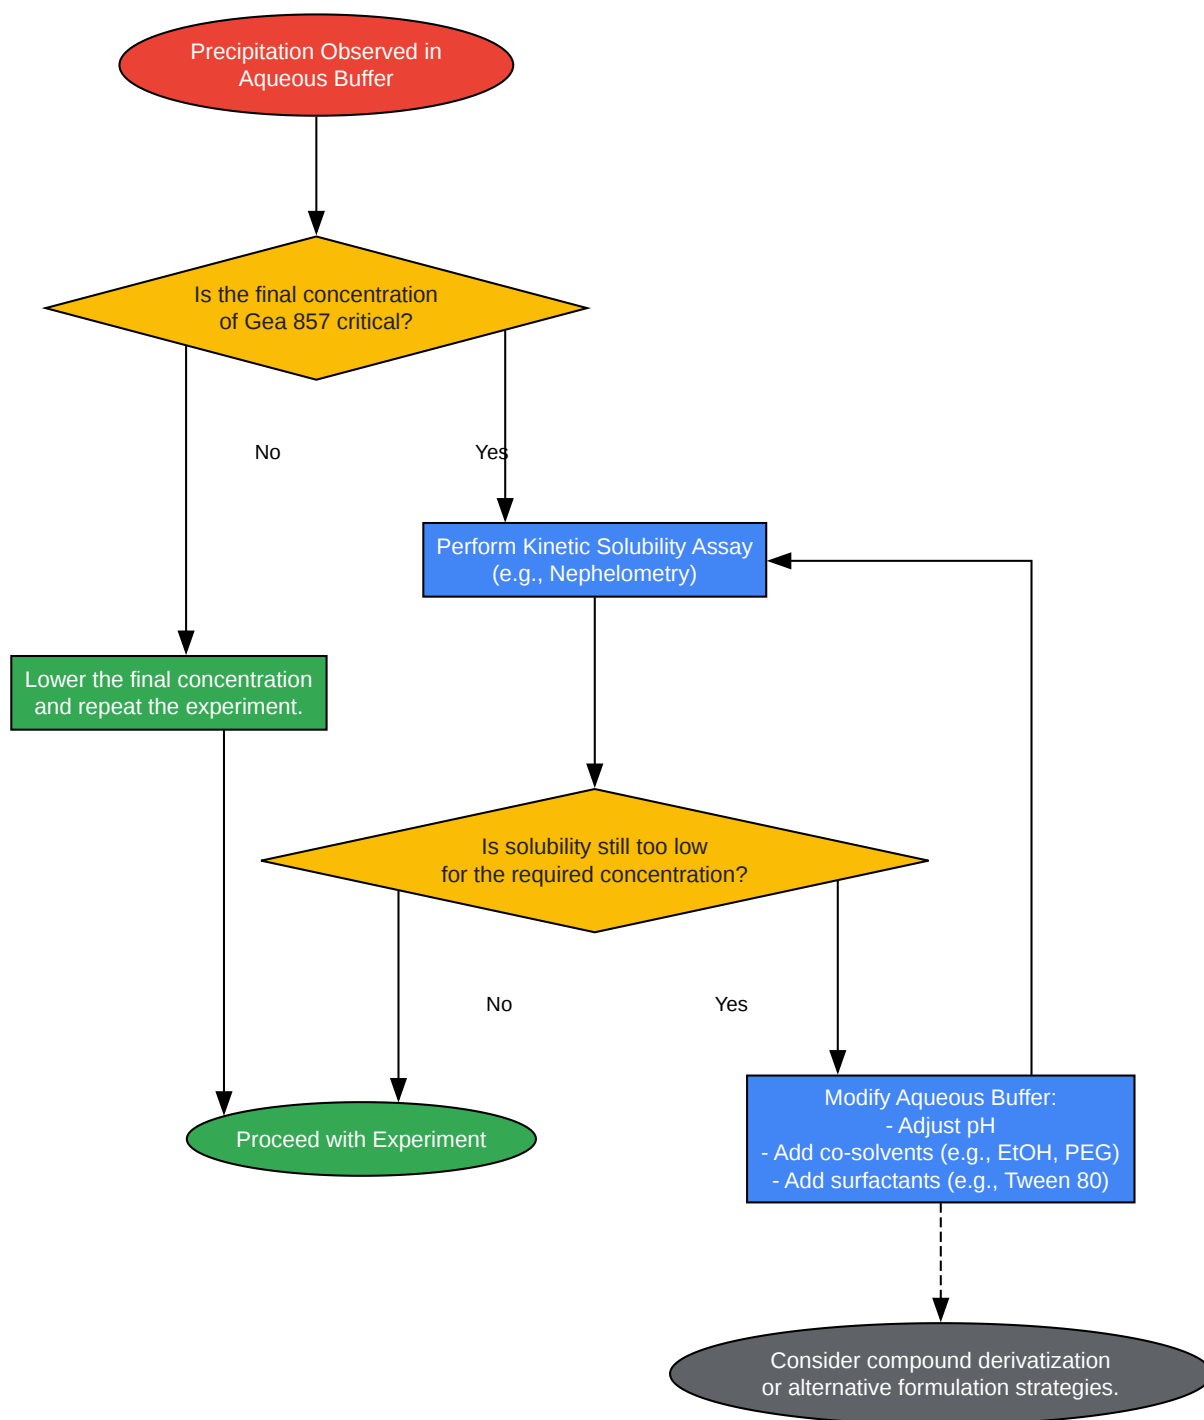 Precipitation Observed in
Aqueous Buffer
Is the final concentration
of Gea 857 critical?
No
Yes
Perform Kinetic Solubility Assay
(e.g., Nephelometry)
Lower the final concentration
and repeat the experiment.
Is solubility still too low
for the required concentration?
No
Yes
Modify Aqueous Buffer:
- Adjust pH
- Add co-solvents (e.g., EtOH, PEG)
- Add surfactants (e.g., Tween 80)
Proceed with Experiment
Consider compound derivatization
or alternative formulation strategies.